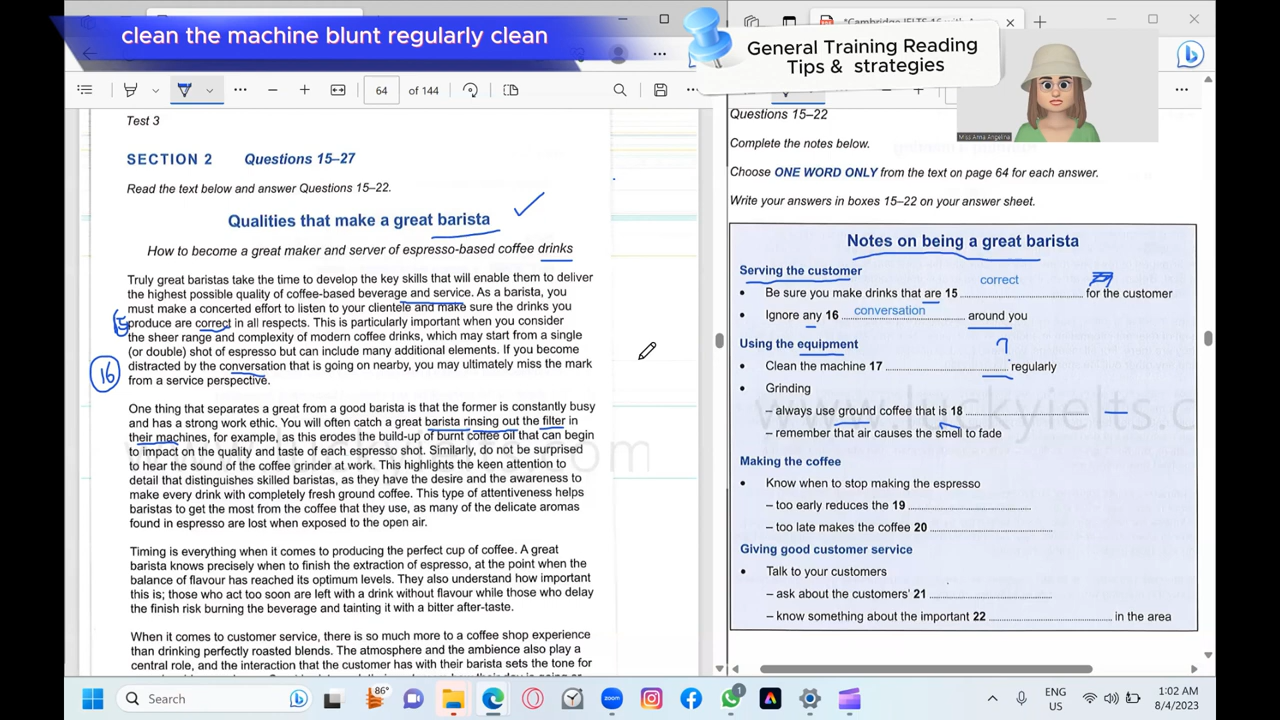 clean the machine blunt regularly clean
General Training Reading
Tips & strategies
64
of 144
Miss Anna Angelina
Test 3
SECTION 2 Questions 15–27
Read the text below and answer Questions 15–22.
Qualities that make a great barista
How to become a great maker and server of espresso-based coffee drinks
Truly great baristas take the time to develop the key skills that will enable them to deliver
the highest possible quality of coffee-based beverage and service. As a barista, you
must make a concerted effort to listen to your clientele and make sure the drinks you
produce are correct in all respects. This is particularly important when you consider
the sheer range and complexity of modern coffee drinks, which may start from a single
(or double) shot of espresso but can include many additional elements. If you become
distracted by the conversation that is going on nearby, you may ultimately miss the mark
from a service perspective.
15
16
One thing that separates a great from a good barista is that the former is constantly busy
and has a strong work ethic. You will often catch a great barista rinsing out the filter in
their machines, for example, as this erodes the build-up of burnt coffee oil that can begin
to impact on the quality and taste of each espresso shot. Similarly, do not be surprised
to hear the sound of the coffee grinder at work. This highlights the keen attention to
detail that distinguishes skilled baristas, as they have the desire and the awareness to
make every drink with completely fresh ground coffee. This type of attentiveness helps
baristas to get the most from the coffee that they use, as many of the delicate aromas
found in espresso are lost when exposed to the open air.
Timing is everything when it comes to producing the perfect cup of coffee. A great
barista knows precisely when to finish the extraction of espresso, at the point when the
balance of flavour has reached its optimum levels. They also understand how important
this is; those who act too soon are left with a drink without flavour while those who delay
the finish risk burning the beverage and tainting it with a bitter after-taste.
When it comes to customer service, there is so much more to a coffee shop experience
than drinking perfectly roasted blends. The atmosphere and the ambience also play a
central role, and the interaction that the customer has with their barista sets the tone for
Questions 15–22
Complete the notes below.
Choose ONE WORD ONLY from the text on page 64 for each answer.
Write your answers in boxes 15–22 on your answer sheet.
Notes on being a great barista
Serving the customer
• Be sure you make drinks that are 15 correct for the customer
• Ignore any 16 conversation around you
Using the equipment
?
• Clean the machine 17 regularly
• Grinding
– always use ground coffee that is 18
– remember that air causes the smell to fade
Making the coffee
• Know when to stop making the espresso
– too early reduces the 19
– too late makes the coffee 20
Giving good customer service
• Talk to your customers
– ask about the customers' 21
– know something about the important 22 in the area
www.luckyielts.com
Search
86°
zoom
1
ENG
US
1:02 AM
8/4/2023